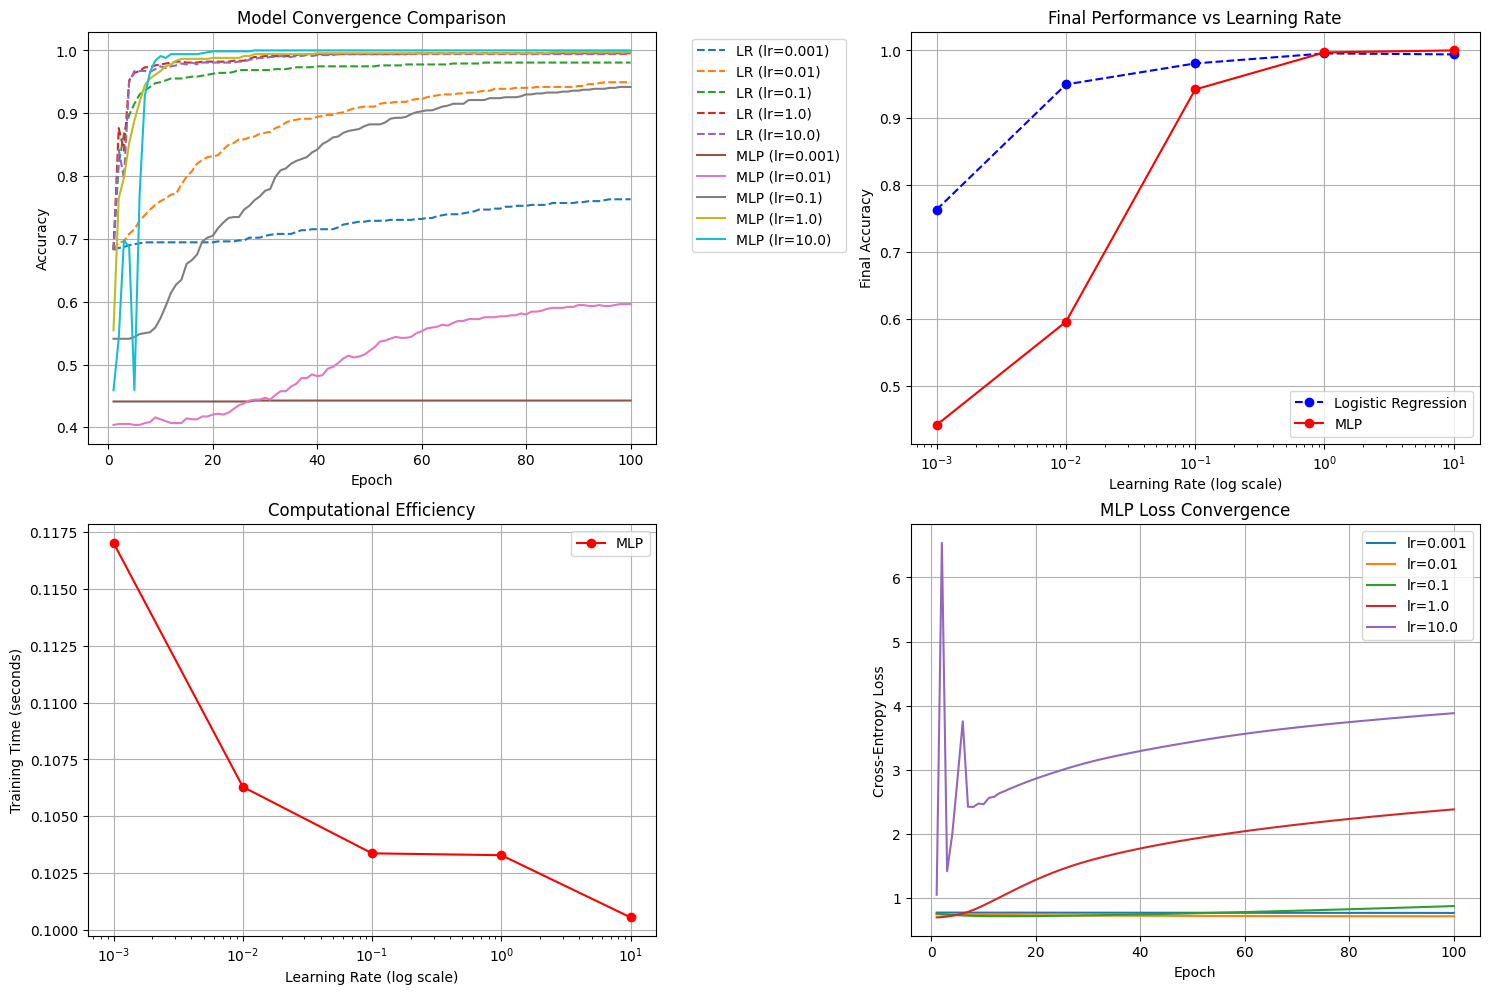 Model Convergence Comparison
Accuracy
1.0
0.9
0.8
0.7
0.6
0.5
0.4
0
20
40
60
80
100
Epoch
LR (lr=0.001)
LR (lr=0.01)
LR (lr=0.1)
LR (lr=1.0)
LR (lr=10.0)
MLP (lr=0.001)
MLP (lr=0.01)
MLP (lr=0.1)
MLP (lr=1.0)
MLP (lr=10.0)
Final Performance vs Learning Rate
Final Accuracy
1.0
0.9
0.8
0.7
0.6
0.5
Logistic Regression
MLP
10⁻³
10⁻²
10⁻¹
10⁰
10¹
Learning Rate (log scale)
Computational Efficiency
Training Time (seconds)
0.1175
0.1150
0.1125
0.1100
0.1075
0.1050
0.1025
0.1000
MLP
10⁻³
10⁻²
10⁻¹
10⁰
10¹
Learning Rate (log scale)
MLP Loss Convergence
Cross-Entropy Loss
6
5
4
3
2
1
lr=0.001
lr=0.01
lr=0.1
lr=1.0
lr=10.0
0
20
40
60
80
100
Epoch